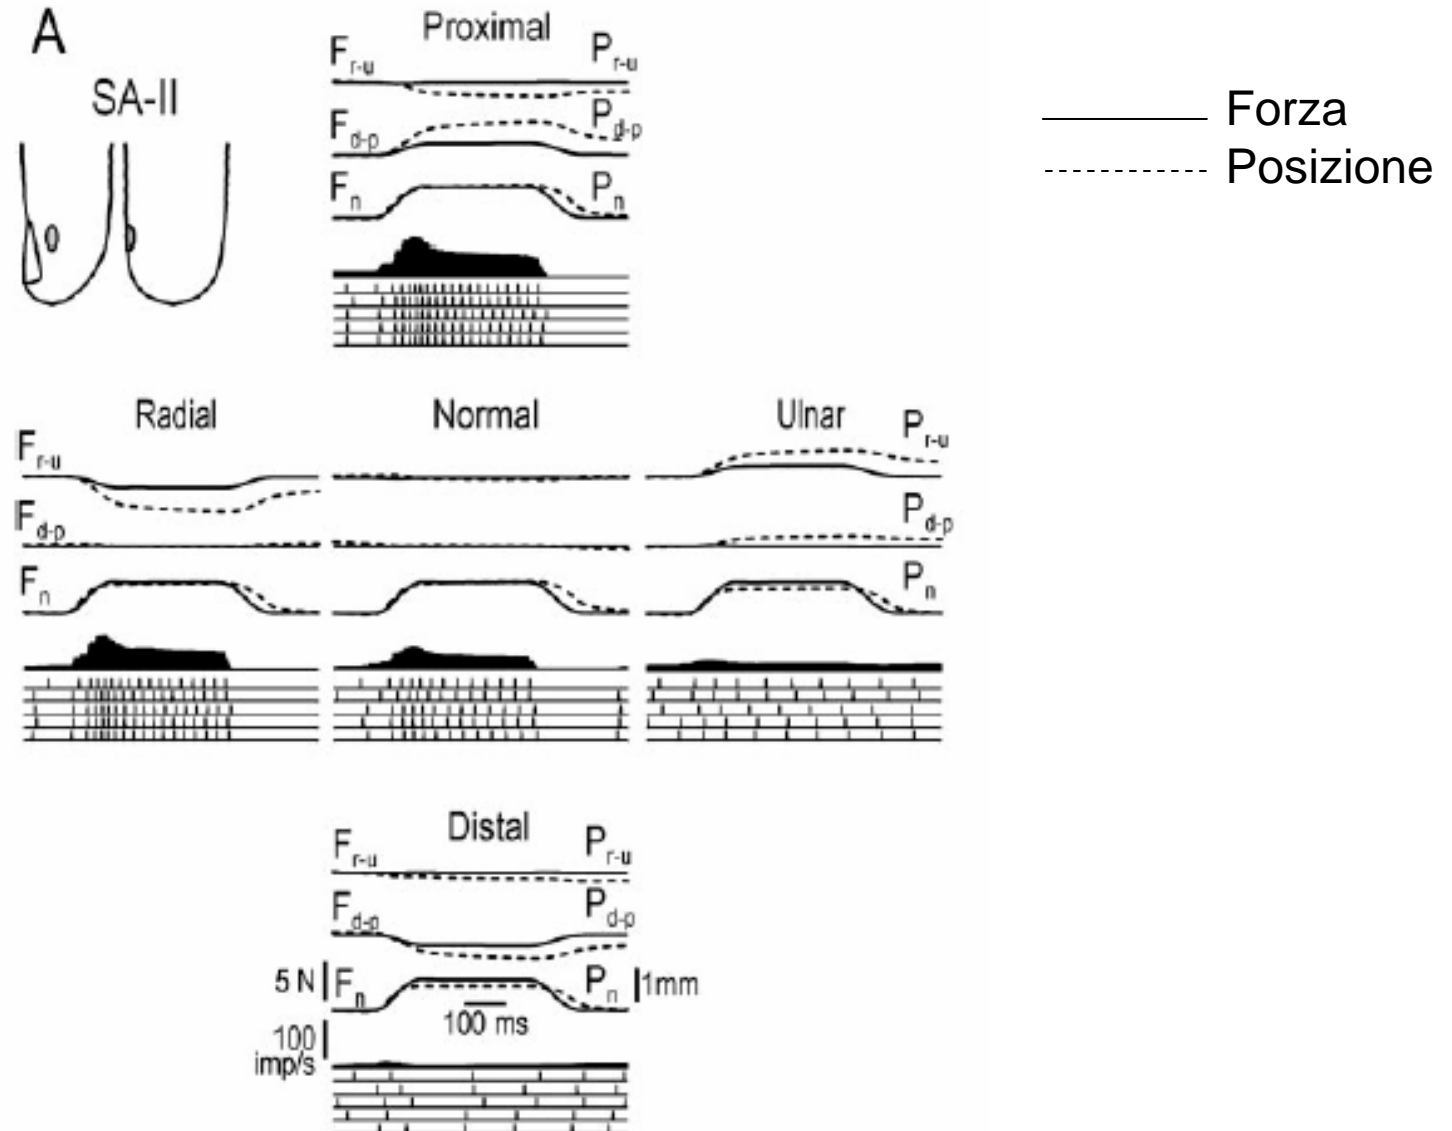 A
SA-II
Proximal
F r-u P r-u
F d-p P d-p
F n P n
Forza
Posizione
Radial Normal Ulnar
F r-u P r-u
F d-p P d-p
F n P n
Distal
F r-u P r-u
F d-p P d-p
5 N F n P n 1mm
100 ms
100
imp/s